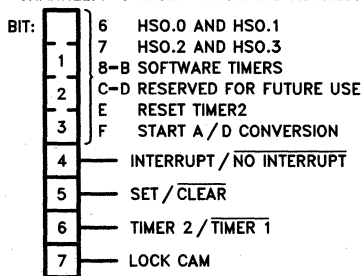 BIT:
6 HSO.0 AND HSO.1
7 HSO.2 AND HSO.3
1
8-B SOFTWARE TIMERS
2
C-D RESERVED FOR FUTURE USE
E RESET TIMER2
3
F START A/D CONVERSION
4 INTERRUPT/NO INTERRUPT
5 SET/CLEAR
6 TIMER 2/TIMER 1
7 LOCK CAM